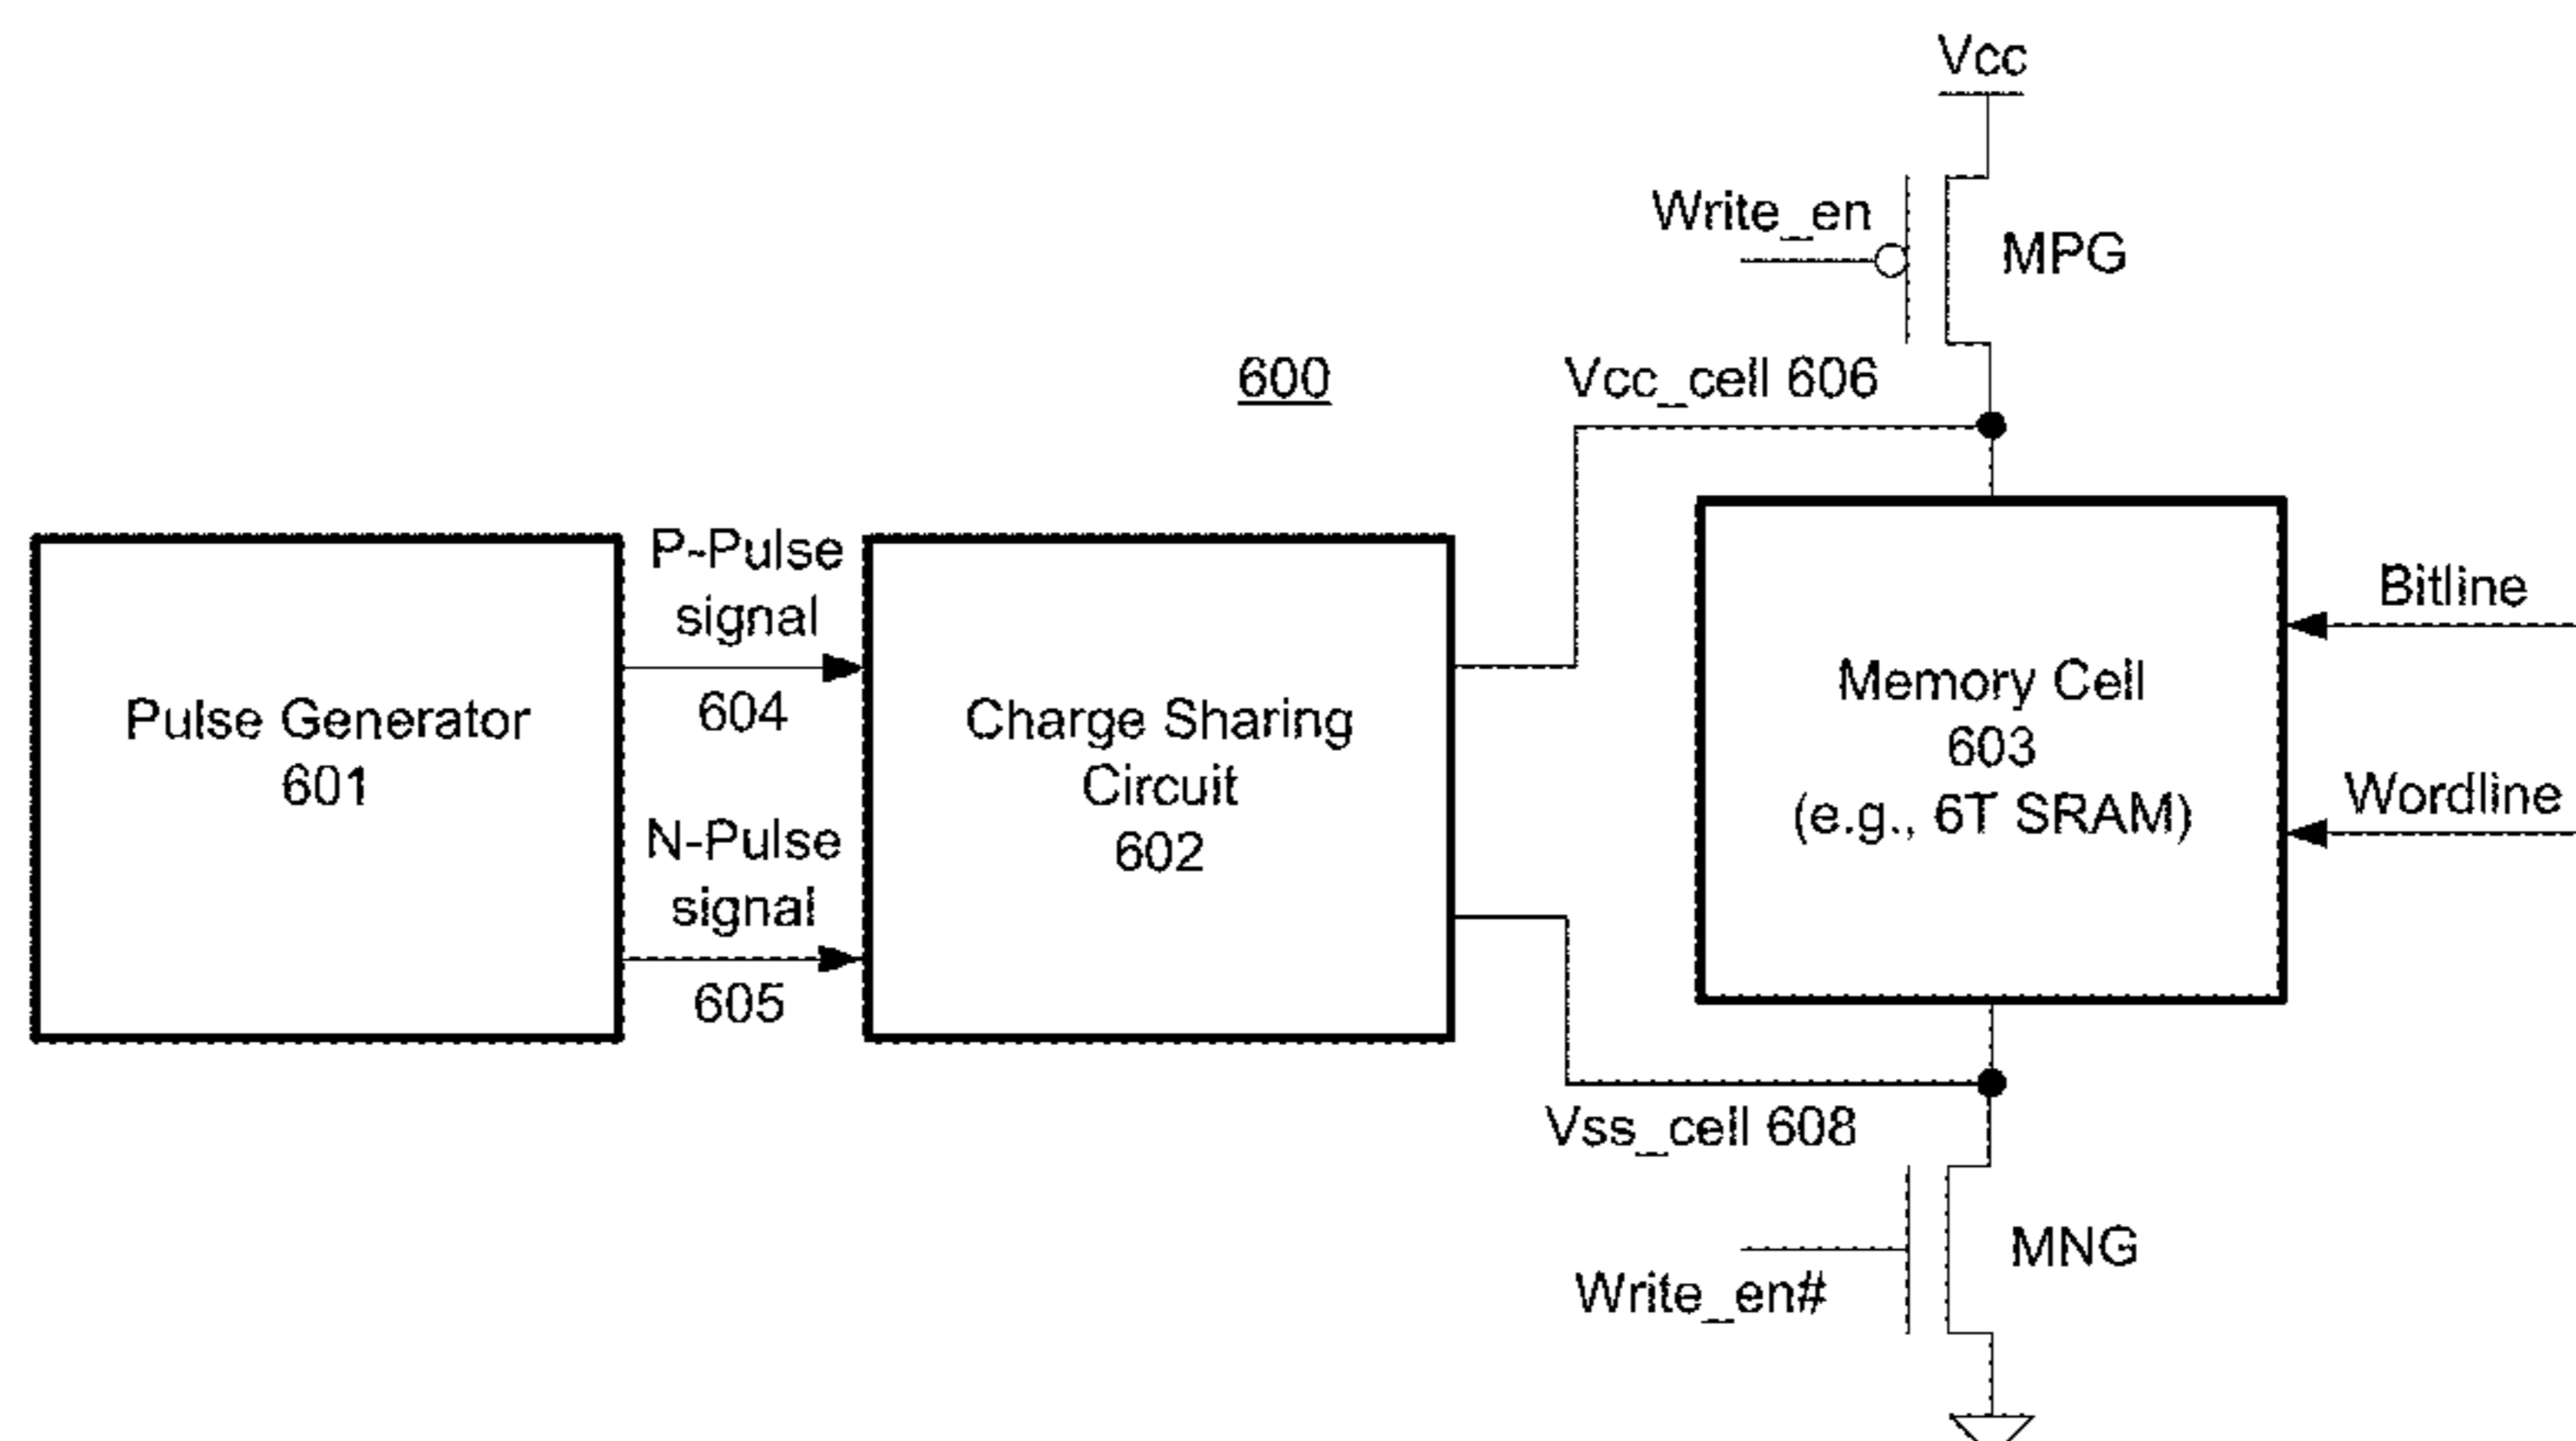 Vcc
Write_en
MPG
600
Vcc_cell 606
P-Pulse
signal
604
N-Pulse
signal
605
Pulse Generator
601
Charge Sharing
Circuit
602
Memory Cell
603
(e.g., 6T SRAM)
Bitline
Wordline
Vss_cell 608
MNG
Write_en#